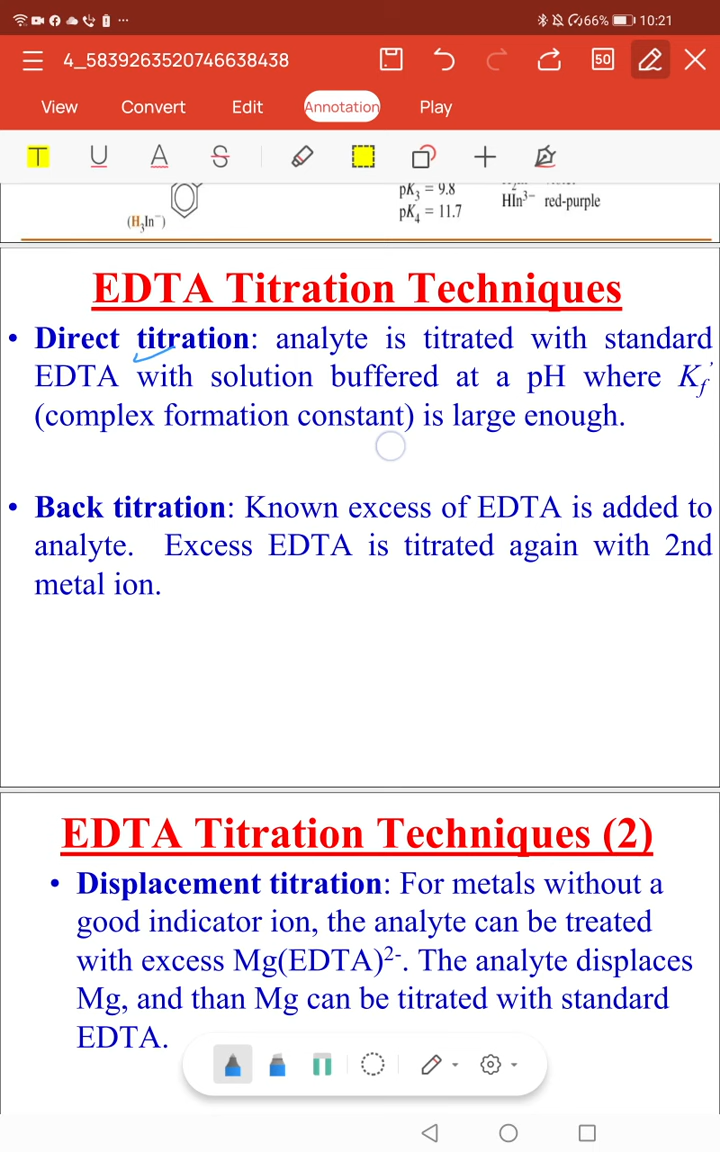 66% 10:21
4_5839263520746638438
50
View Convert Edit Annotation Play
T U A S
pK₃ = 9.8
HIn³⁻ red-purple
pK₄ = 11.7
(H₃In⁻)
EDTA Titration Techniques
• Direct titration: analyte is titrated with standard
EDTA with solution buffered at a pH where K_f'
(complex formation constant) is large enough.
• Back titration: Known excess of EDTA is added to
analyte. Excess EDTA is titrated again with 2nd
metal ion.
EDTA Titration Techniques (2)
• Displacement titration: For metals without a
good indicator ion, the analyte can be treated
with excess Mg(EDTA)²⁻. The analyte displaces
Mg, and than Mg can be titrated with standard
EDTA.